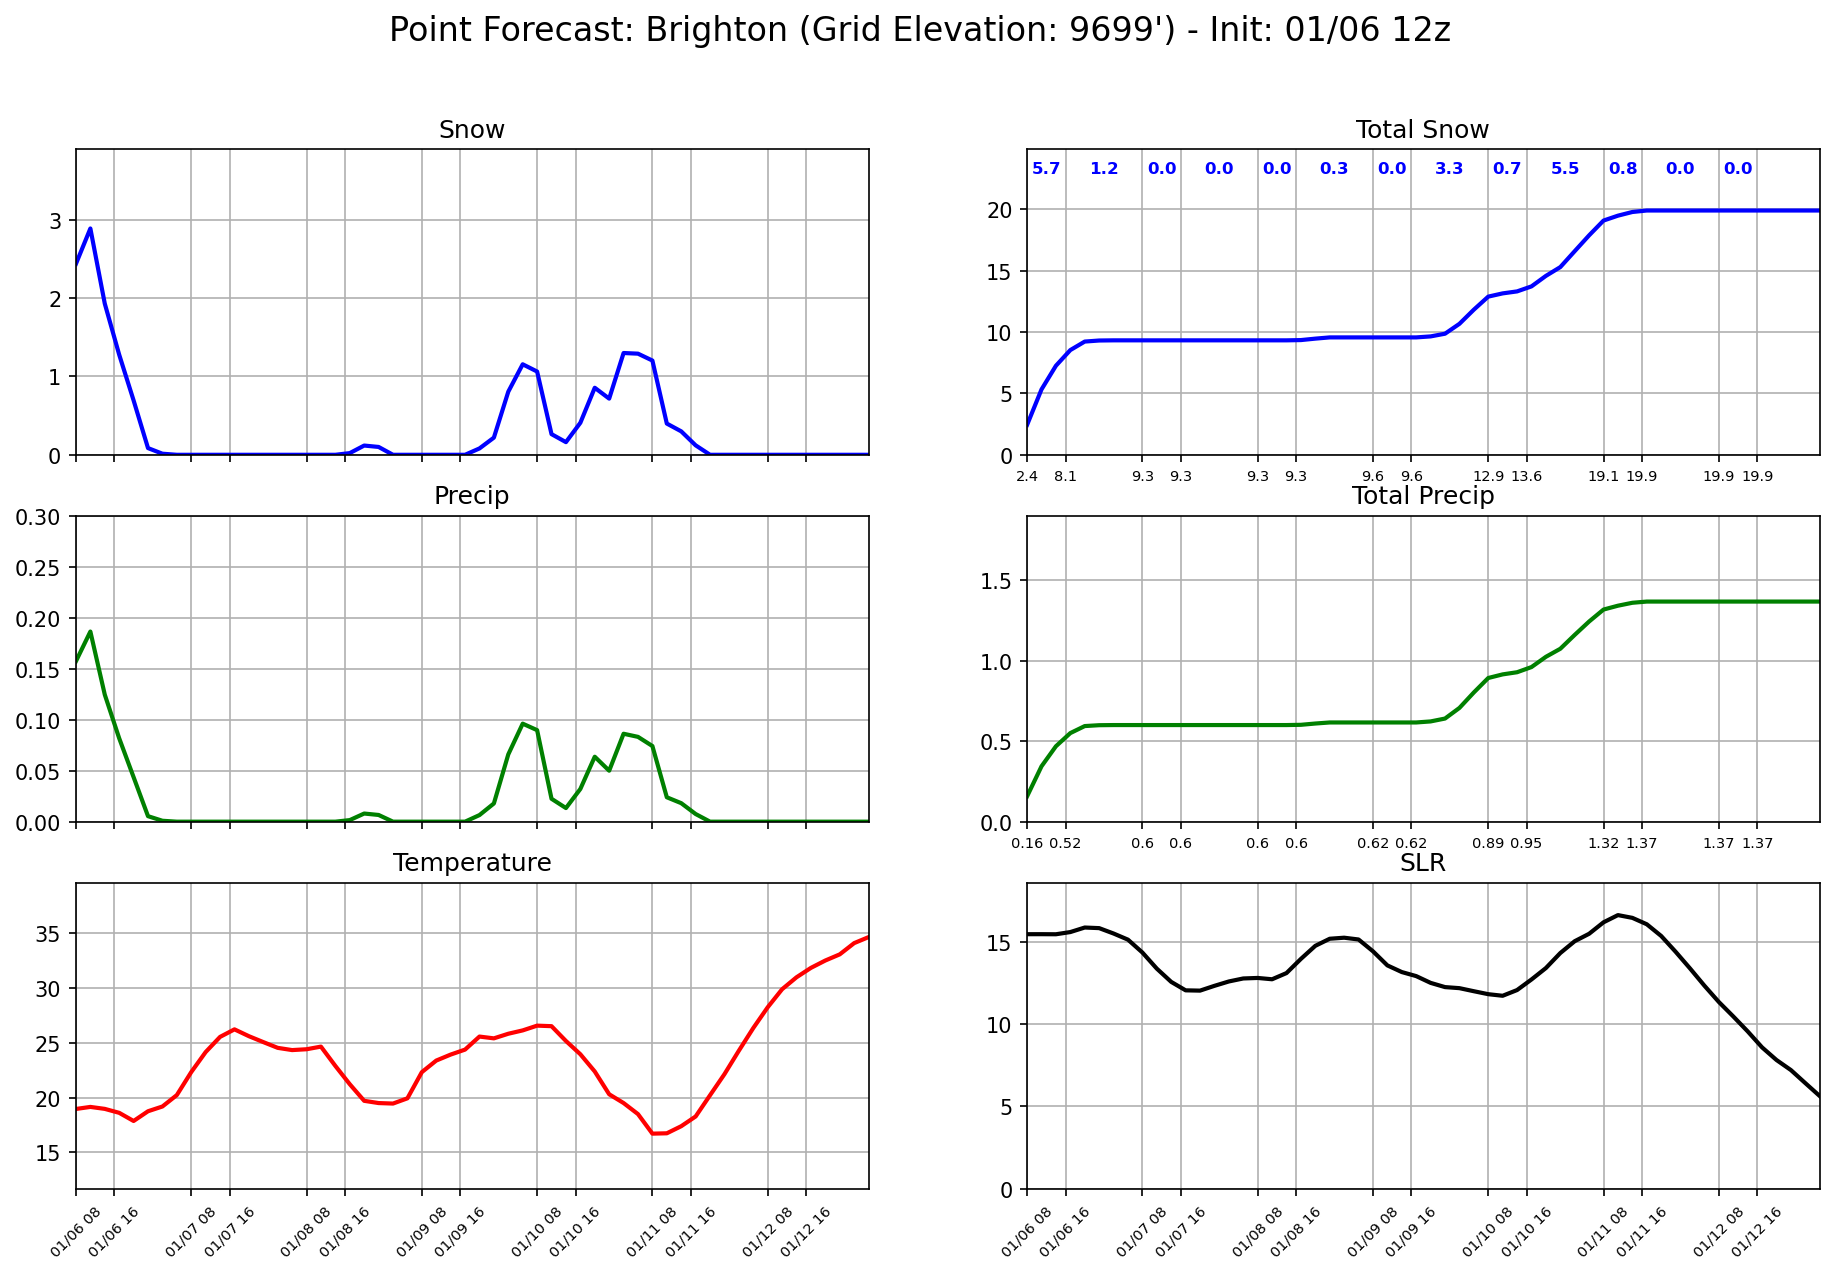 Point Forecast: Brighton (Grid Elevation: 9699') - Init: 01/06 12z
Snow
3
2
1
0
Total Snow
5.7 1.2 0.0 0.0 0.0 0.3 0.0 3.3 0.7 5.5 0.8 0.0 0.0
20
15
10
5
0
2.4 8.1 9.3 9.3 9.3 9.3 9.6 9.6 12.9 13.6 19.1 19.9 19.9 19.9
Precip
0.30
0.25
0.20
0.15
0.10
0.05
0.00
Total Precip
1.5
1.0
0.5
0.0
0.16 0.52 0.6 0.6 0.6 0.6 0.62 0.62 0.89 0.95 1.32 1.37 1.37 1.37
Temperature
35
30
25
20
15
01/06 08 01/06 16 01/07 08 01/07 16 01/08 08 01/08 16 01/09 08 01/09 16 01/10 08 01/10 16 01/11 08 01/11 16 01/12 08 01/12 16
SLR
15
10
5
0
01/06 08 01/06 16 01/07 08 01/07 16 01/08 08 01/08 16 01/09 08 01/09 16 01/10 08 01/10 16 01/11 08 01/11 16 01/12 08 01/12 16